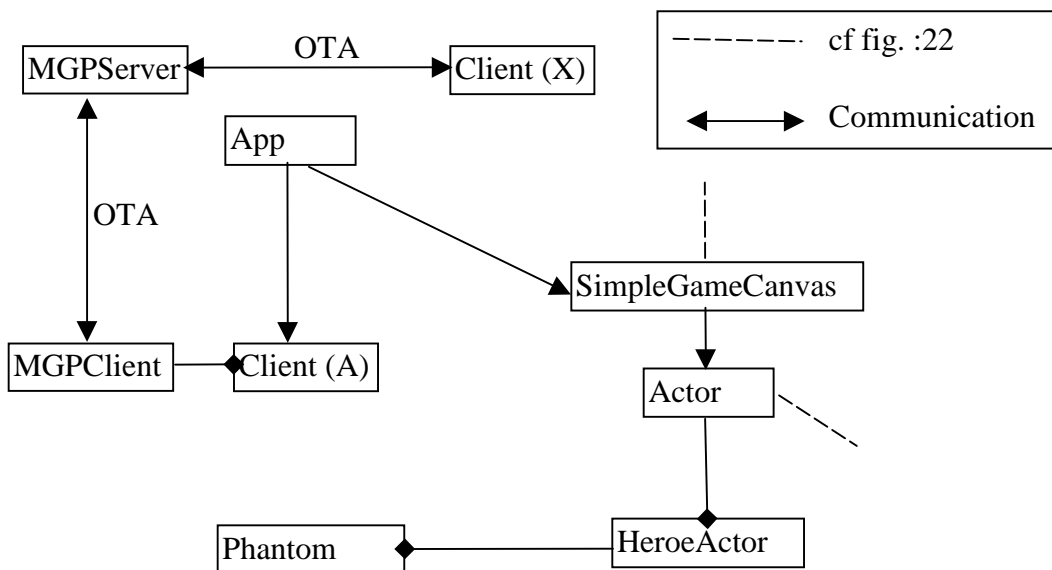 OTA
MGPServer
Client (X)
cf fig. :22
Communication
App
OTA
SimpleGameCanvas
MGPClient
Client (A)
Actor
Phantom
HeroeActor